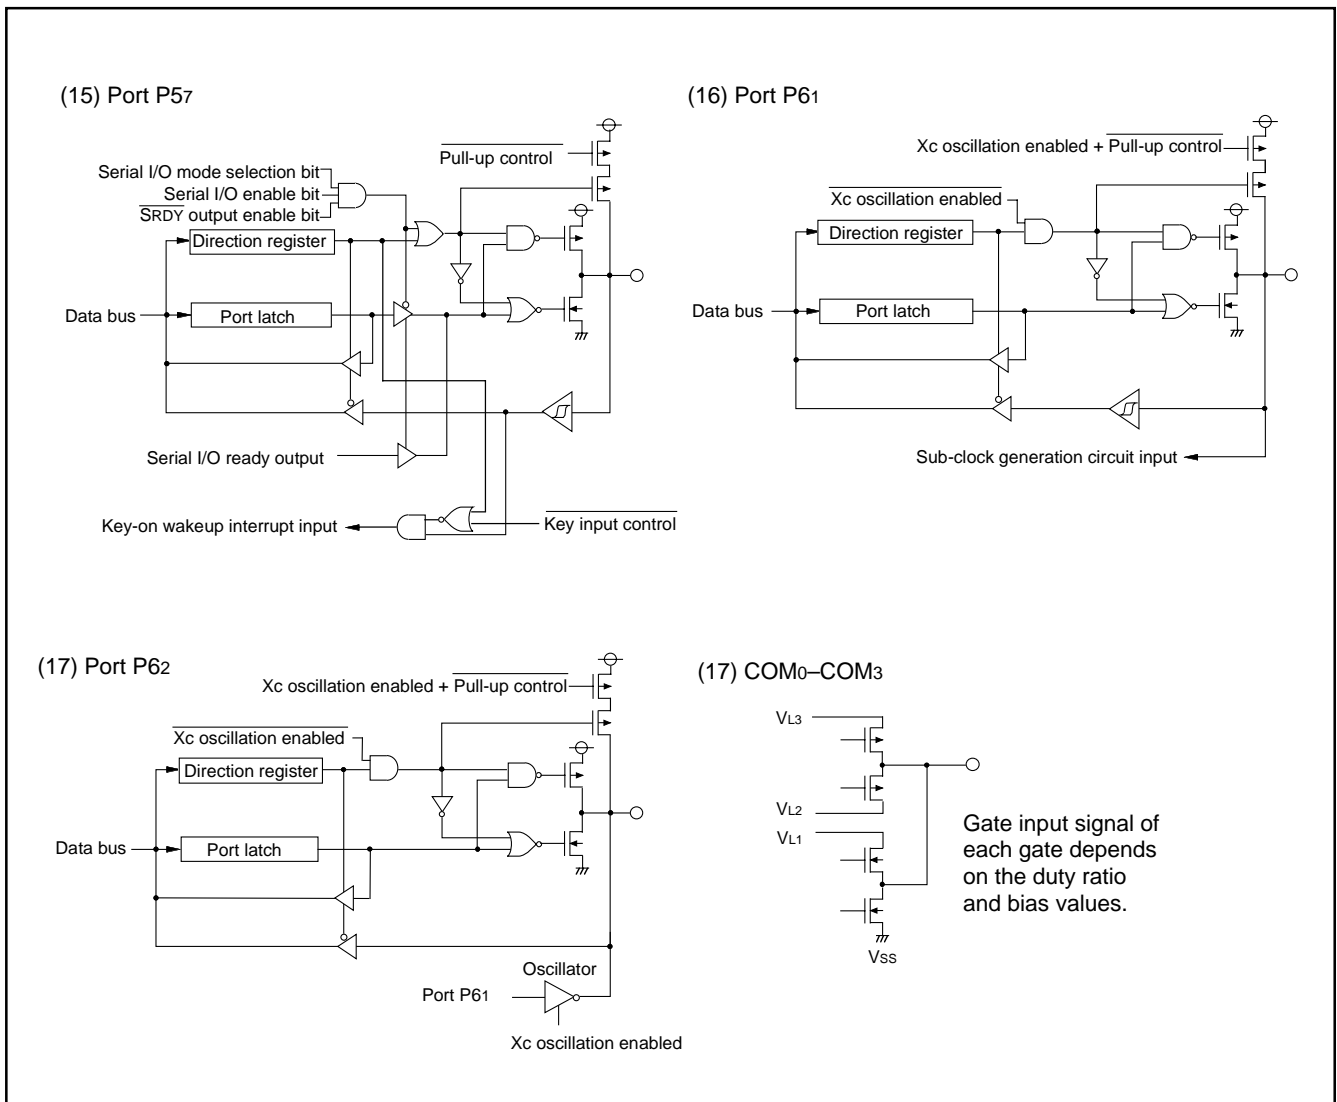 (15) Port P57
Pull-up control
Serial I/O mode selection bit
Serial I/O enable bit
SRDY output enable bit
Direction register
Data bus
Port latch
Serial I/O ready output
Key-on wakeup interrupt input
Key input control
(16) Port P61
Xc oscillation enabled + Pull-up control
Xc oscillation enabled
Direction register
Data bus
Port latch
Sub-clock generation circuit input
(17) Port P62
Xc oscillation enabled + Pull-up control
Xc oscillation enabled
Direction register
Data bus
Port latch
Oscillator
Port P61
Xc oscillation enabled
(17) COM0–COM3
VL3
VL2
VL1
VSS
Gate input signal of
each gate depends
on the duty ratio
and bias values.